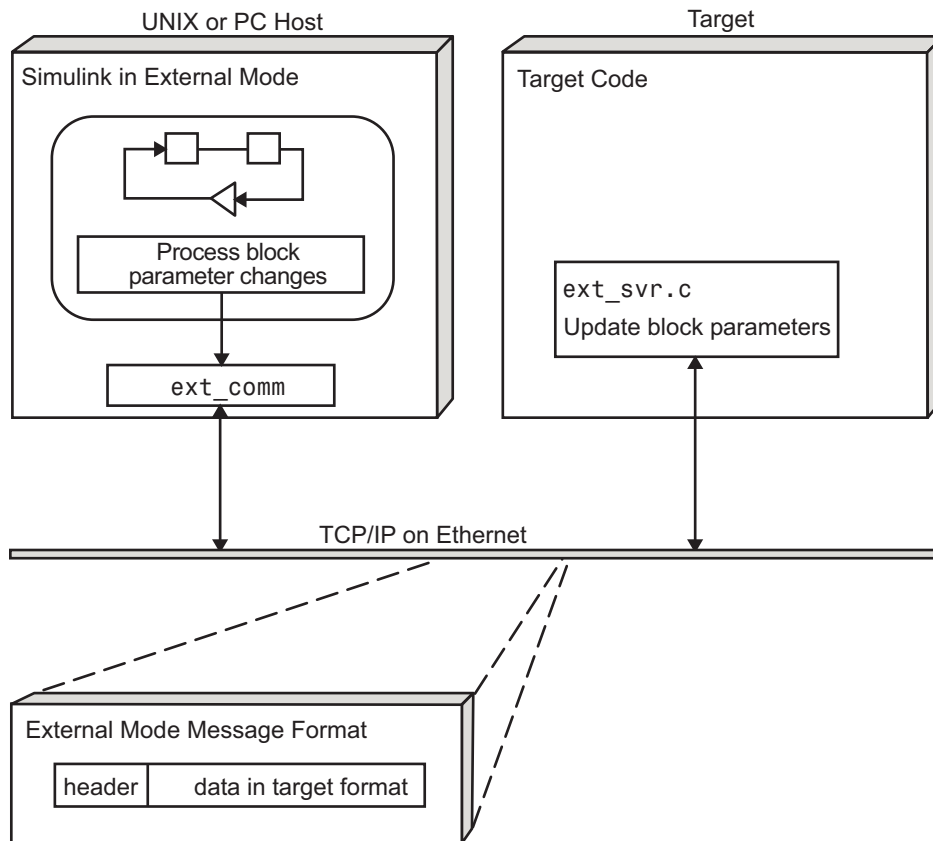 UNIX or PC Host
Target
Simulink in External Mode
Target Code
Process block
parameter changes
ext_svr.c
Update block parameters
ext_comm
TCP/IP on Ethernet
External Mode Message Format
header
data in target format